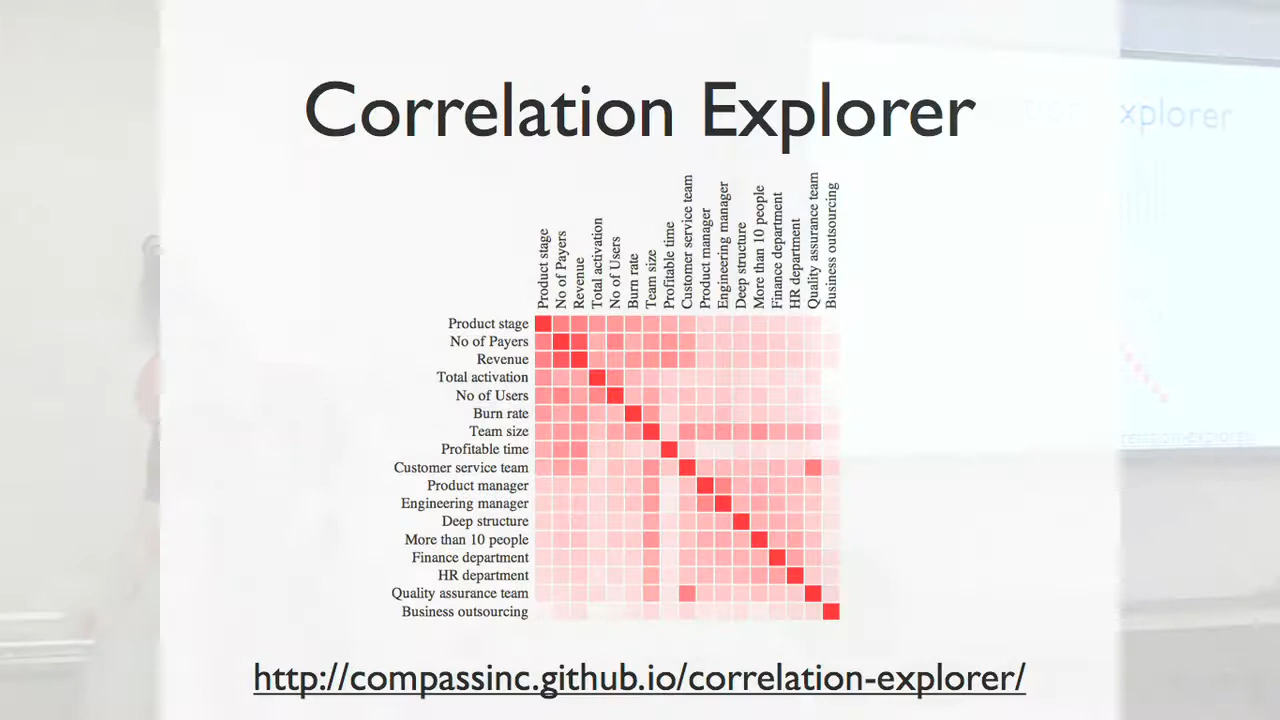 Correlation Explorer
Product stage
No of Payers
Revenue
Total activation
No of Users
Burn rate
Team size
Profitable time
Customer service team
Product manager
Engineering manager
Deep structure
More than 10 people
Finance department
HR department
Quality assurance team
Business outsourcing
Product stage
No of Payers
Revenue
Total activation
No of Users
Burn rate
Team size
Profitable time
Customer service team
Product manager
Engineering manager
Deep structure
More than 10 people
Finance department
HR department
Quality assurance team
Business outsourcing
http://compassinc.github.io/correlation-explorer/
xplorer